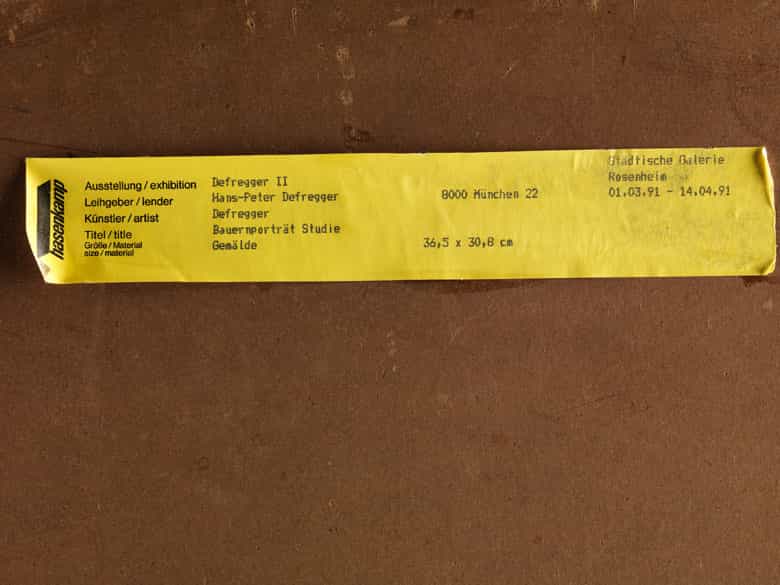 hasenkamp
Ausstellung / exhibition Defregger II Städtische Galerie Rosenheim 01.03.91 - 14.04.91
Leihgeber / lender Hans-Peter Defregger 8000 München 22
Künstler / artist Defregger
Titel / title Bauernporträt Studie
Größe / Material Gemälde 36,5 x 30,8 cm
size / material